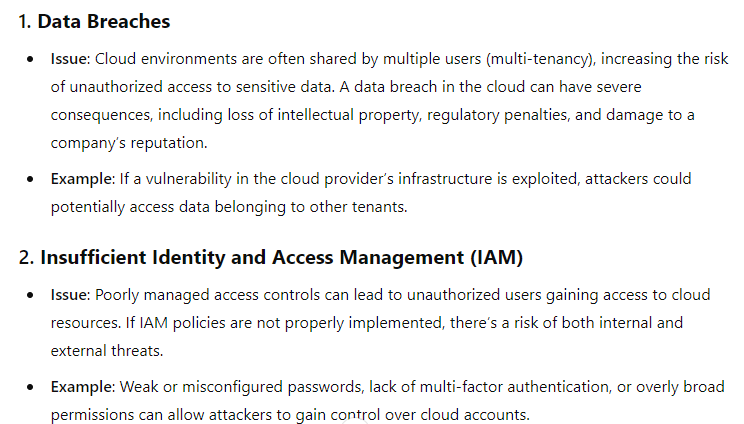 1. Data Breaches
• Issue: Cloud environments are often shared by multiple users (multi-tenancy), increasing the risk
of unauthorized access to sensitive data. A data breach in the cloud can have severe
consequences, including loss of intellectual property, regulatory penalties, and damage to a
company's reputation.
• Example: If a vulnerability in the cloud provider's infrastructure is exploited, attackers could
potentially access data belonging to other tenants.
2. Insufficient Identity and Access Management (IAM)
• Issue: Poorly managed access controls can lead to unauthorized users gaining access to cloud
resources. If IAM policies are not properly implemented, there's a risk of both internal and
external threats.
• Example: Weak or misconfigured passwords, lack of multi-factor authentication, or overly broad
permissions can allow attackers to gain control over cloud accounts.